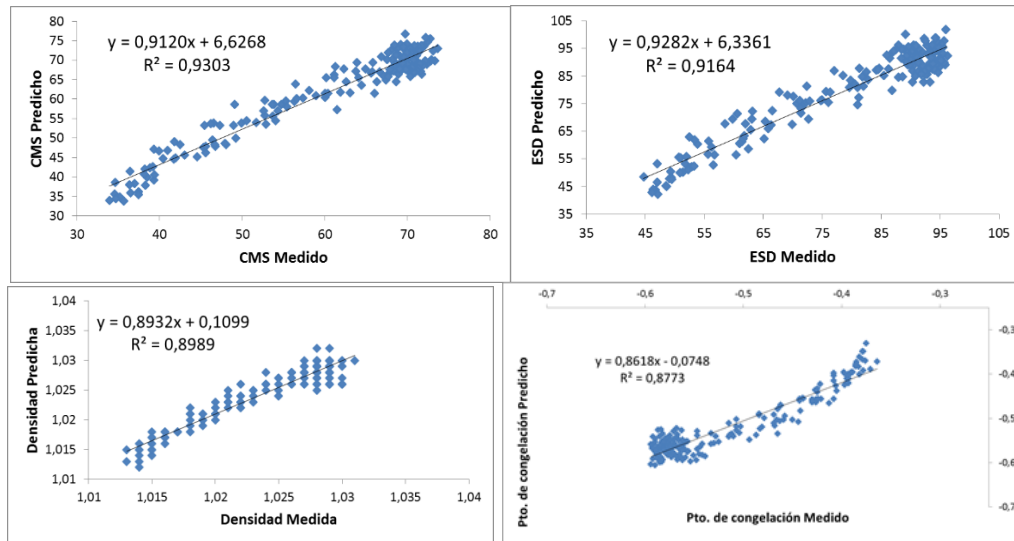 80
75
70
65
60
55
50
45
40
35
30
CMS Predicho
y = 0,9120x + 6,6268
R² = 0,9303
30 40 50 60 70 80
CMS Medido
105
95
85
75
65
55
45
35
ESD Predicho
y = 0,9282x + 6,3361
R² = 0,9164
35 45 55 65 75 85 95 105
ESD Medido
1,04
1,035
1,03
1,025
1,02
1,015
1,01
Densidad Predicha
y = 0,8932x + 0,1099
R² = 0,8989
1,01 1,015 1,02 1,025 1,03 1,035 1,04
Densidad Medida
-0,7 -0,6 -0,5 -0,4 -0,3
-0,3
-0,4
-0,5
-0,6
-0,7
Pto. de congelación Predicho
y = 0,8618x - 0,0748
R² = 0,8773
Pto. de congelación Medido